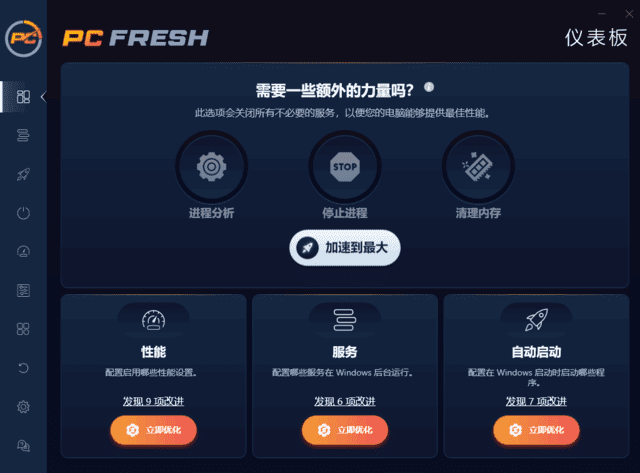 PC
PC FRESH
仪表板
需要一些额外的力量吗?
此选项会关闭所有不必要的服务，以便您的电脑能够提供最佳性能。
STOP
进程分析
停止进程
清理内存
加速到最大
性能
配置启用哪些性能设置。
发现 9 项改进
立即优化
服务
配置哪些服务在 Windows 后台运行。
发现 6 项改进
立即优化
自动启动
配置在 Windows 启动时启动哪些程
序。
发现 7 项改进
立即优化